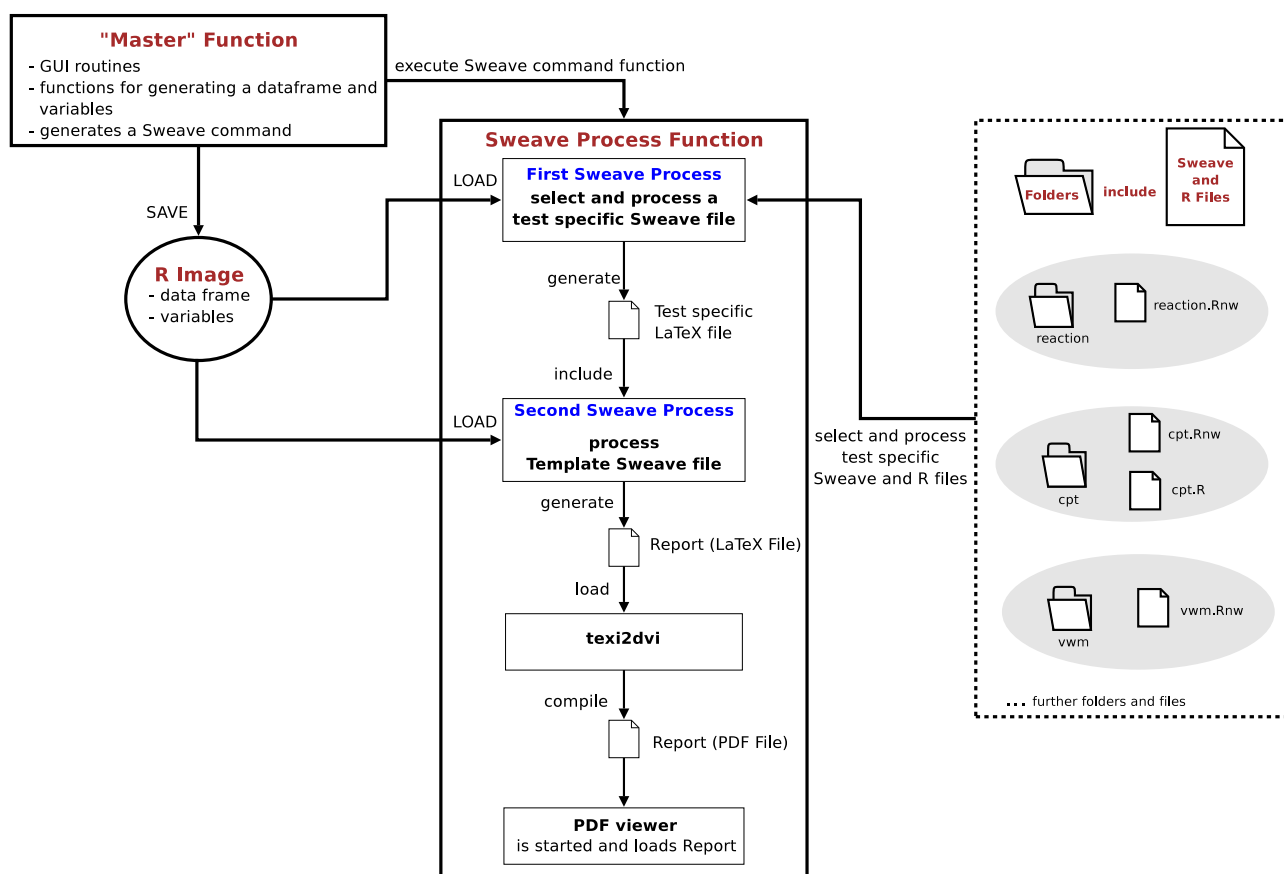 "Master" Function
- GUI routines
- functions for generating a dataframe and
variables
- generates a Sweave command
execute Sweave command function
SAVE
R Image
- data frame
- variables
LOAD
LOAD
Sweave Process Function
First Sweave Process
select and process a
test specific Sweave file
generate
Test specific
LaTeX file
include
Second Sweave Process
process
Template Sweave file
generate
Report (LaTeX File)
load
texi2dvi
compile
Report (PDF File)
PDF viewer
is started and loads Report
select and process
test specific
Sweave and R files
Folders
include
Sweave
and
R Files
reaction
reaction.Rnw
cpt
cpt.Rnw
cpt.R
vwm
vwm.Rnw
... further folders and files